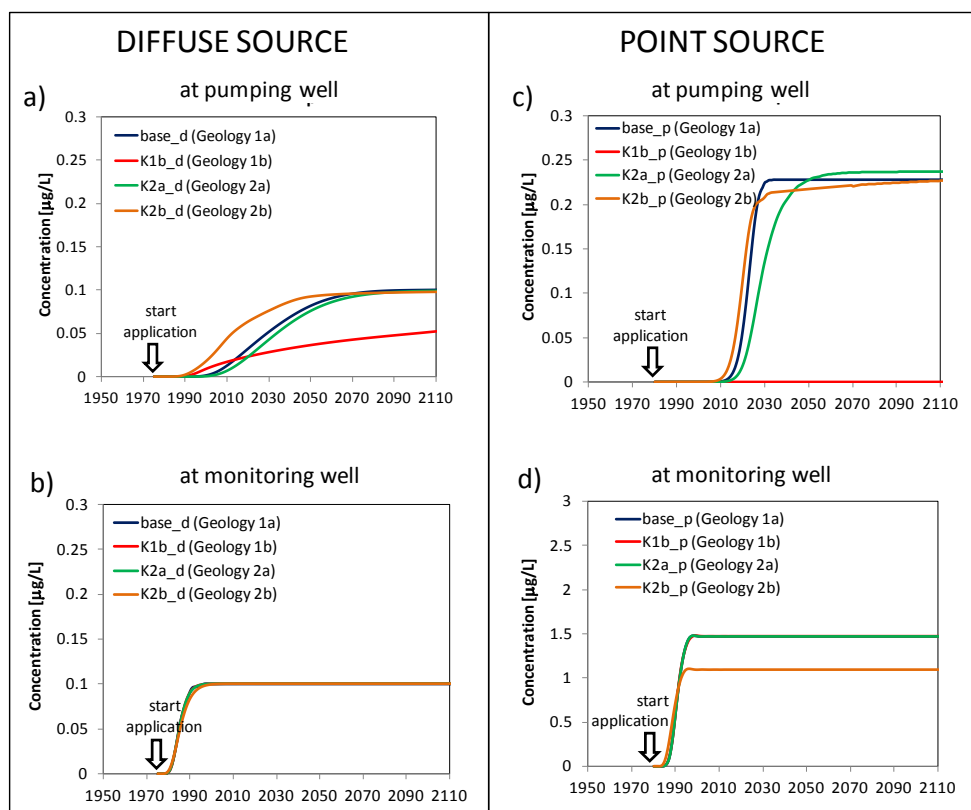 DIFFUSE SOURCE
a)
at pumping well
Concentration [µg/L]
0.3
0.25
0.2
0.15
0.1
0.05
0
base_d (Geology 1a)
K1b_d (Geology 1b)
K2a_d (Geology 2a)
K2b_d (Geology 2b)
start
application
1950 1970 1990 2010 2030 2050 2070 2090 2110
b)
at monitoring well
Concentration [µg/L]
0.3
0.25
0.2
0.15
0.1
0.05
0
base_d (Geology 1a)
K1b_d (Geology 1b)
K2a_d (Geology 2a)
K2b_d (Geology 2b)
start
application
1950 1970 1990 2010 2030 2050 2070 2090 2110
POINT SOURCE
c)
at pumping well
Concentration [µg/L]
0.3
0.25
0.2
0.15
0.1
0.05
0
base_p (Geology 1a)
K1b_p (Geology 1b)
K2a_p (Geology 2a)
K2b_p (Geology 2b)
start
application
1950 1970 1990 2010 2030 2050 2070 2090 2110
d)
at monitoring well
Concentration [µg/L]
3
2.5
2
1.5
1
0.5
0
base_p (Geology 1a)
K1b_p (Geology 1b)
K2a_p (Geology 2a)
K2b_p (Geology 2b)
start
application
1950 1970 1990 2010 2030 2050 2070 2090 2110